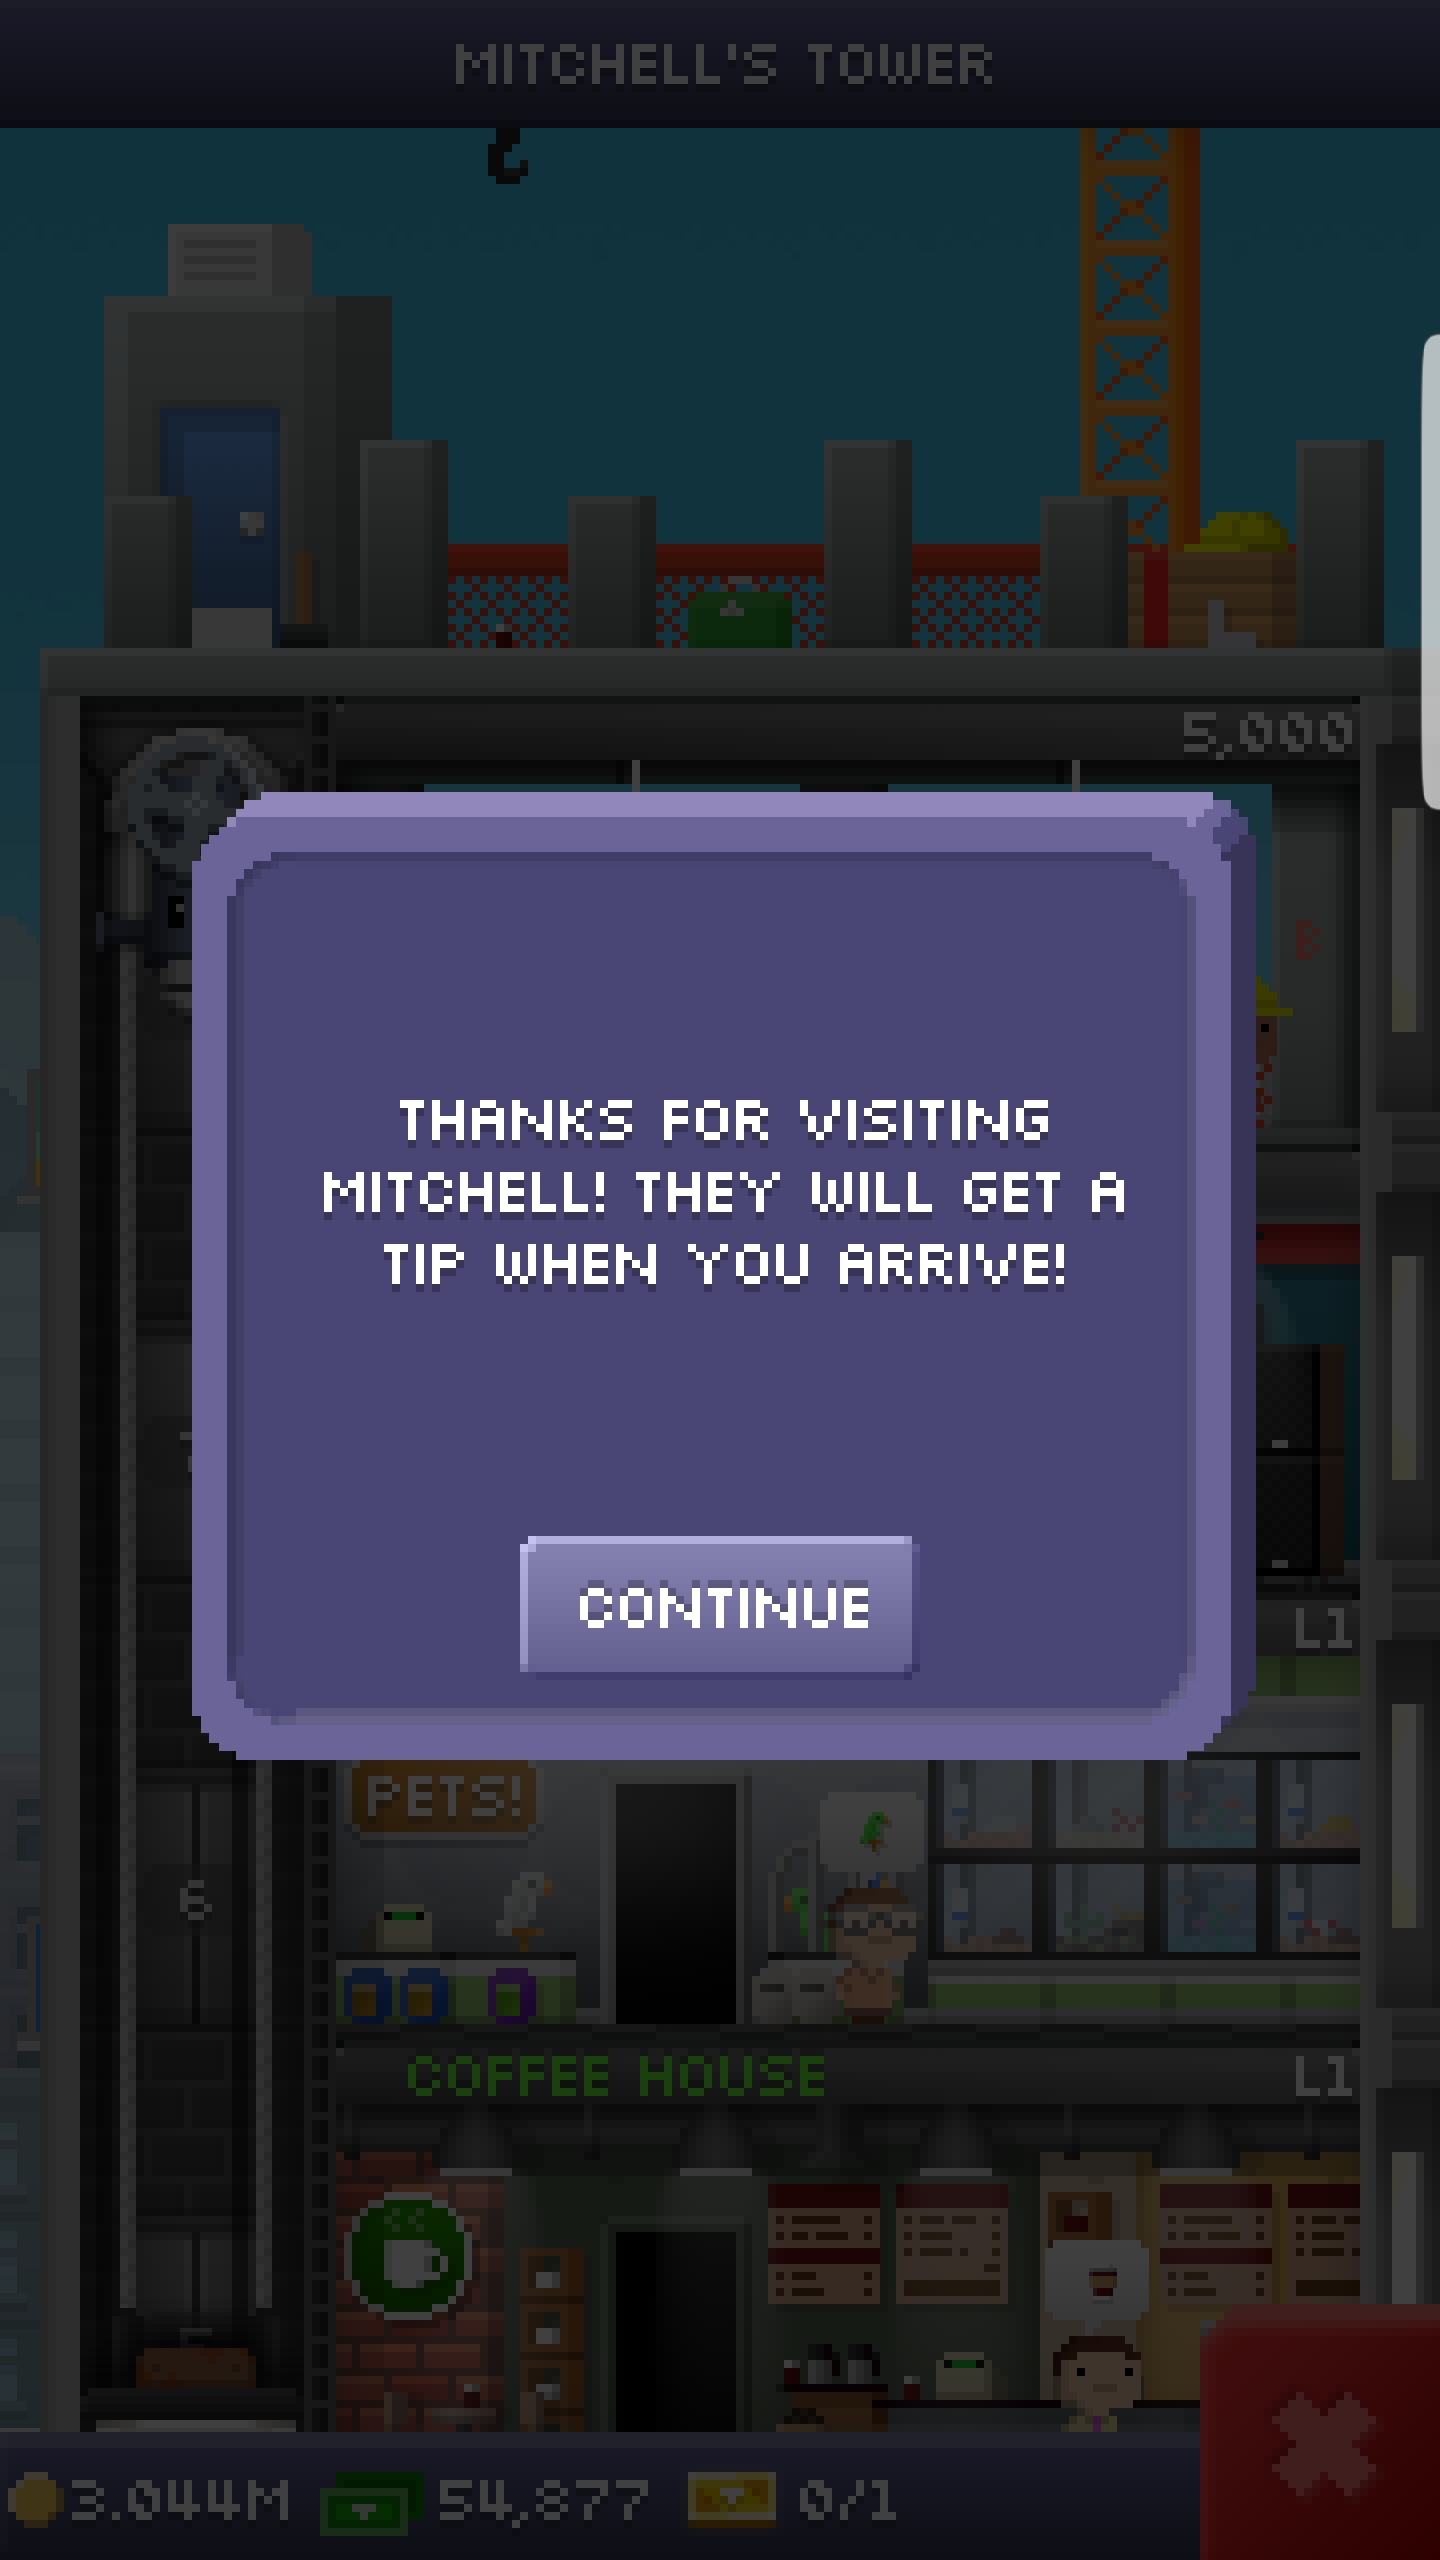 MITCHELL'S TOWER
5,000
B
THANKS FOR VISITING
MITCHELL! THEY WILL GET A
TIP WHEN YOU ARRIVE!
CONTINUE
L1
PETS!
6
COFFEE HOUSE
L1
3.044M
54,877
0/1